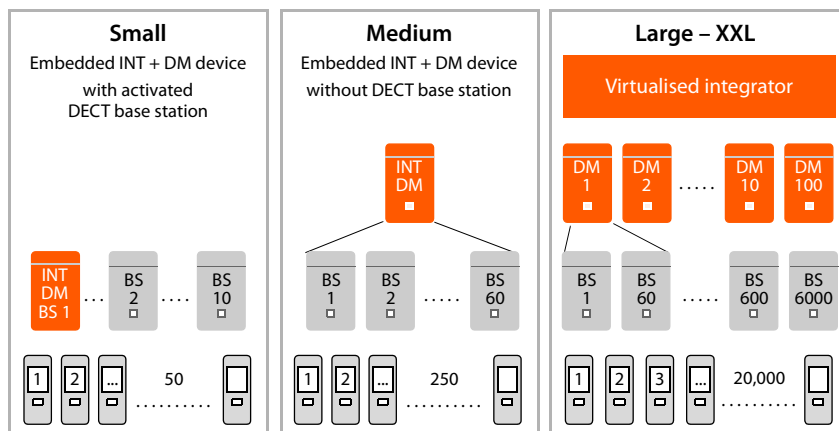 Small
Embedded INT + DM device
with activated
DECT base station
INT
DM
BS 1
...
BS
2
....
BS
10
1
2
...
50
...........
Medium
Embedded INT + DM device
without DECT base station
INT
DM
BS
1
BS
2
.....
BS
60
1
2
...
250
...........
Large – XXL
Virtualised integrator
DM
1
DM
2
.....
DM
10
DM
100
BS
1
BS
60
.....
BS
600
BS
6000
1
2
3
...
20,000
...........